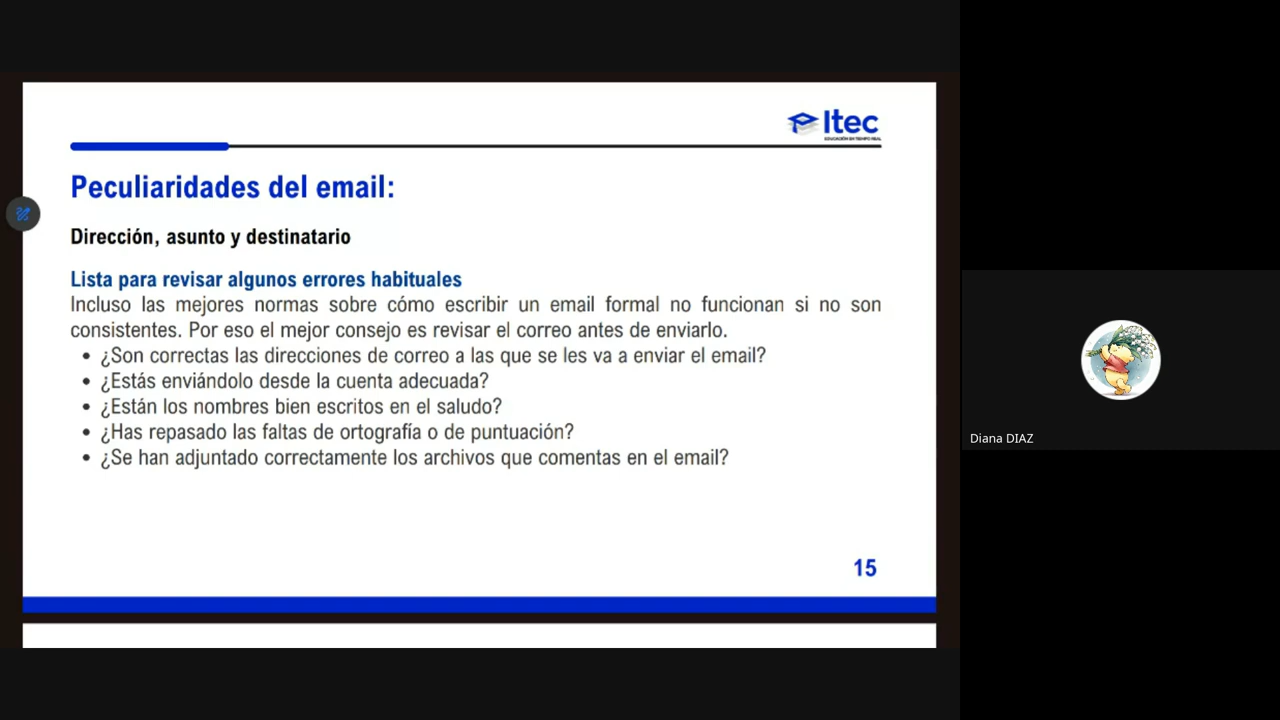 Itec
EDUCACIÓN EN TIEMPO REAL
Peculiaridades del email:
Dirección, asunto y destinatario
Lista para revisar algunos errores habituales
Incluso las mejores normas sobre cómo escribir un email formal no funcionan si no son
consistentes. Por eso el mejor consejo es revisar el correo antes de enviarlo.
• ¿Son correctas las direcciones de correo a las que se les va a enviar el email?
• ¿Estás enviándolo desde la cuenta adecuada?
• ¿Están los nombres bien escritos en el saludo?
• ¿Has repasado las faltas de ortografía o de puntuación?
• ¿Se han adjuntado correctamente los archivos que comentas en el email?
15
Diana DIAZ